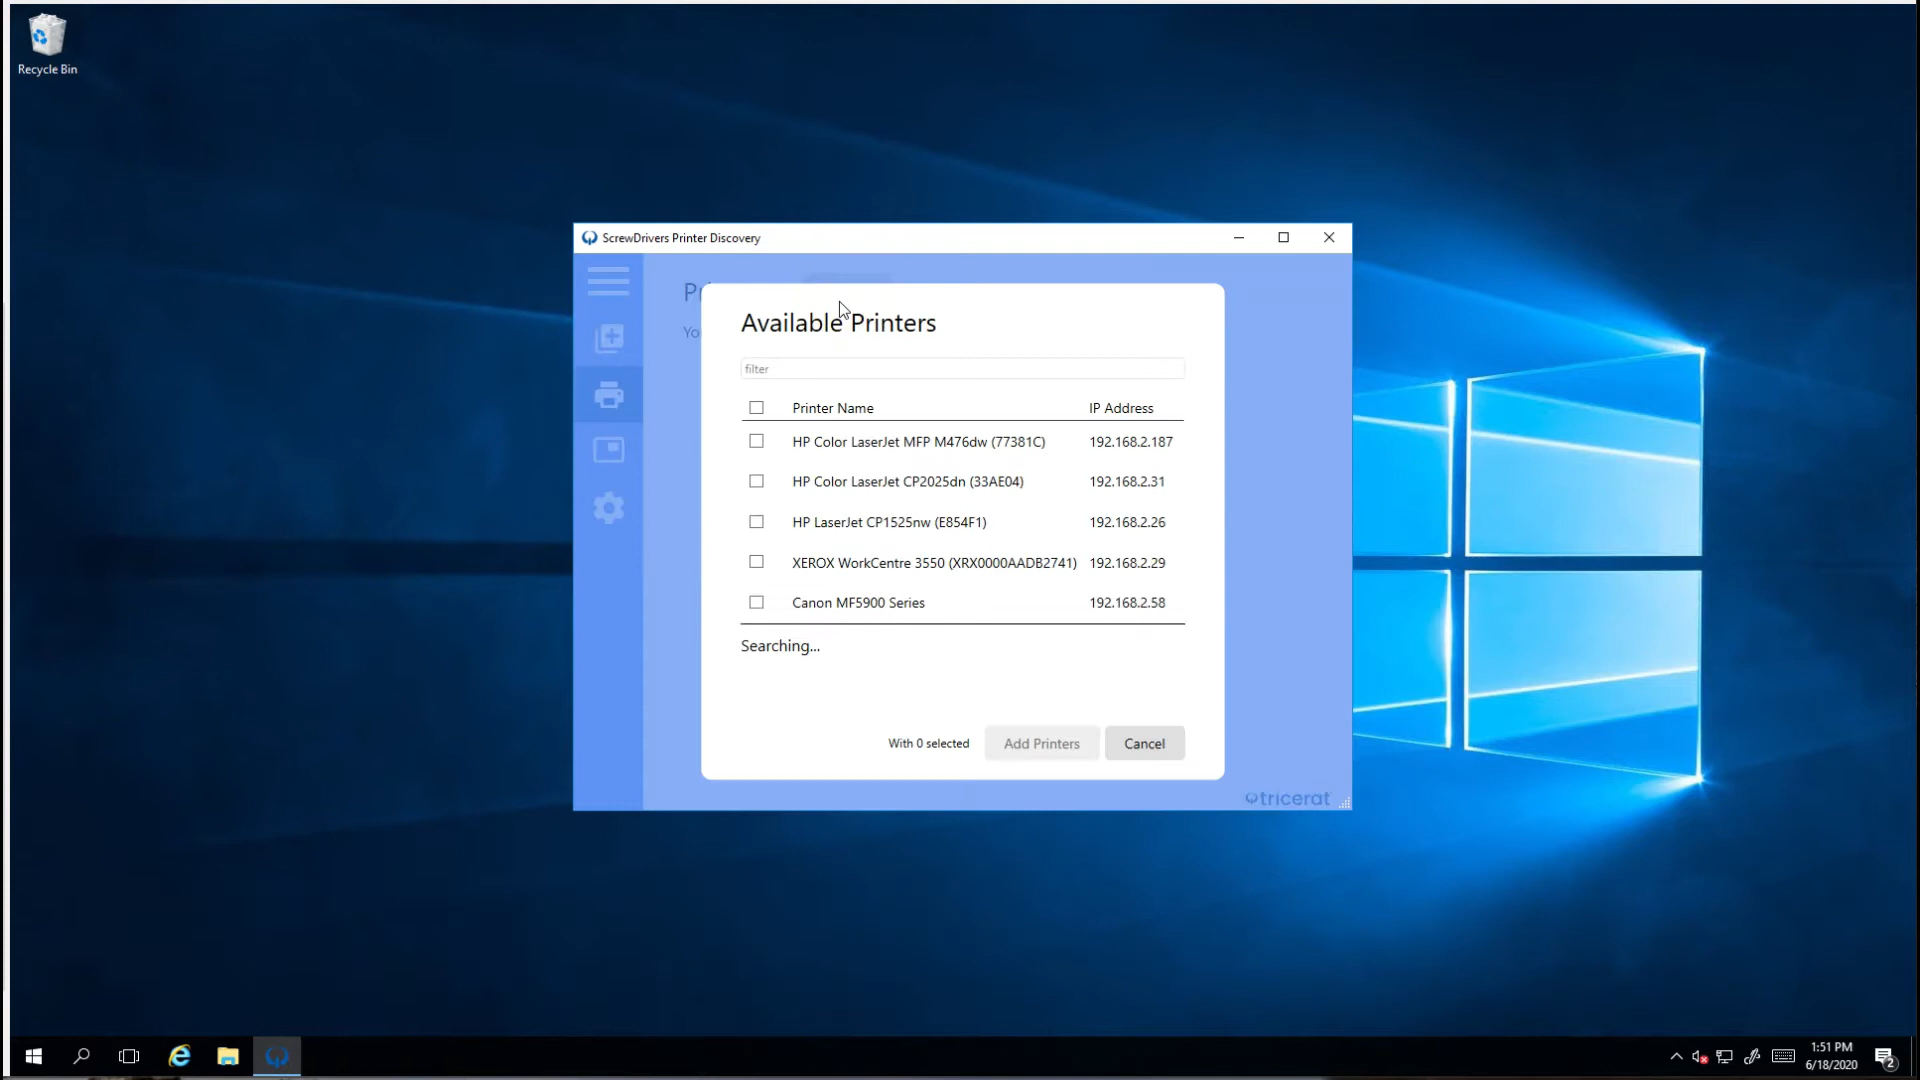 Recycle Bin
ScrewDrivers Printer Discovery
Available Printers
filter
Printer Name IP Address
HP Color LaserJet MFP M476dw (77381C) 192.168.2.187
HP Color LaserJet CP2025dn (33AE04) 192.168.2.31
HP LaserJet CP1525nw (E854F1) 192.168.2.26
XEROX WorkCentre 3550 (XRX0000AADB2741) 192.168.2.29
Canon MF5900 Series 192.168.2.58
Searching...
With 0 selected Add Printers Cancel
tricerat
1:51 PM
6/18/2020
2